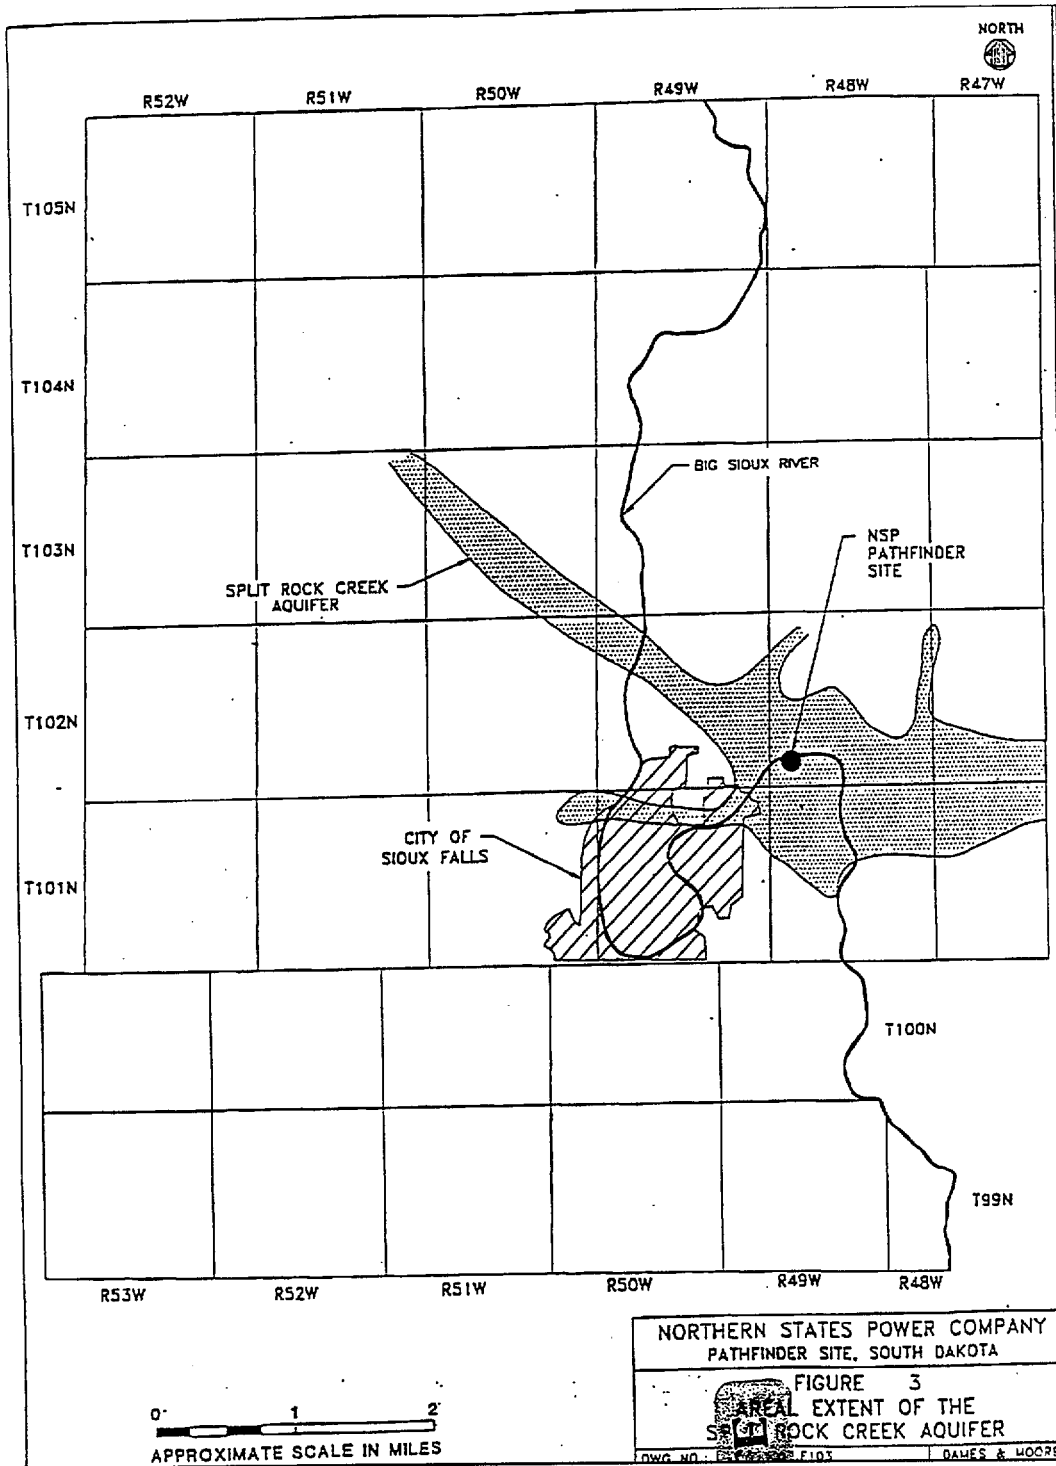 NORTH
R52W R51W R50W R49W R48W R47W
T105N
T104N
BIG SIOUX RIVER
NSP
PATHFINDER
SITE
T103N
SPLIT ROCK CREEK
AQUIFER
T102N
CITY OF
SIOUX FALLS
T101N
T100N
T99N
R53W R52W R51W R50W R49W R48W
NORTHERN STATES POWER COMPANY
PATHFINDER SITE, SOUTH DAKOTA
FIGURE 3
AREAL EXTENT OF THE
SPLIT ROCK CREEK AQUIFER
0 1 2
APPROXIMATE SCALE IN MILES
DWG NO.: F103 DAMES & MOORE